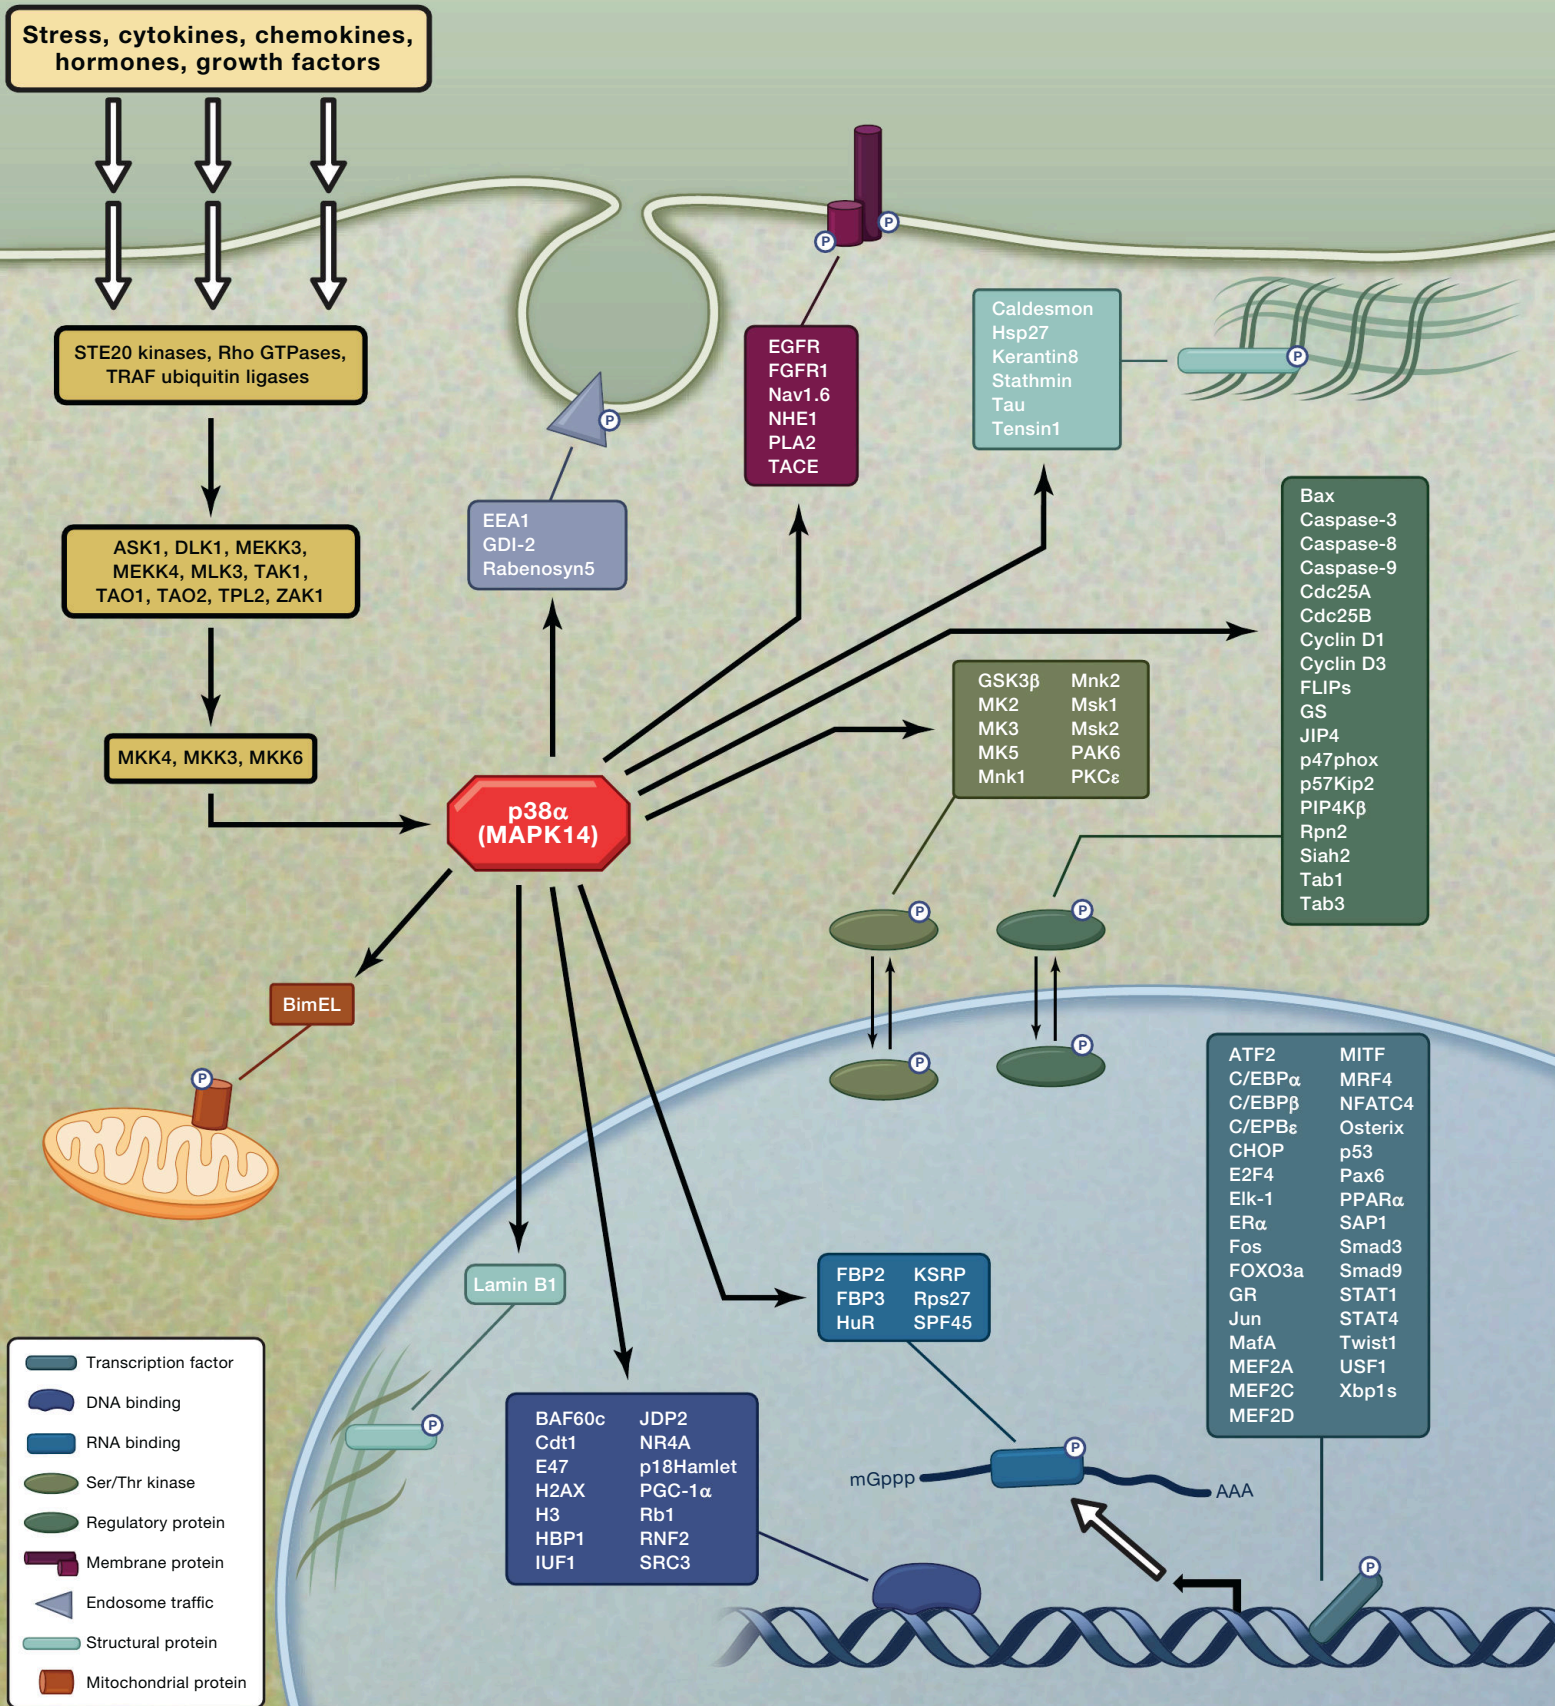 Stress, cytokines, chemokines,
hormones, growth factors
STE20 kinases, Rho GTPases,
TRAF ubiquitin ligases
ASK1, DLK1, MEKK3,
MEKK4, MLK3, TAK1,
TAO1, TAO2, TPL2, ZAK1
MKK4, MKK3, MKK6
p38α
(MAPK14)
EEA1
GDI-2
Rabenosyn5
P
P
P
EGFR
FGFR1
Nav1.6
NHE1
PLA2
TACE
Caldesmon
Hsp27
Kerantin8
Stathmin
Tau
Tensin1
P
Bax
Caspase-3
Caspase-8
Caspase-9
Cdc25A
Cdc25B
Cyclin D1
Cyclin D3
FLIPs
GS
JIP4
p47phox
p57Kip2
PIP4Kβ
Rpn2
Siah2
Tab1
Tab3
GSK3β Mnk2
MK2 Msk1
MK3 Msk2
MK5 PAK6
Mnk1 PKCε
P
P
P
P
BimEL
P
Lamin B1
P
BAF60c JDP2
Cdt1 NR4A
E47 p18Hamlet
H2AX PGC-1α
H3 Rb1
HBP1 RNF2
IUF1 SRC3
FBP2 KSRP
FBP3 Rps27
HuR SPF45
P
mGppp
AAA
ATF2 MITF
C/EBPα MRF4
C/EBPβ NFATC4
C/EPBε Osterix
CHOP p53
E2F4 Pax6
Elk-1 PPARα
ERα SAP1
Fos Smad3
FOXO3a Smad9
GR STAT1
Jun STAT4
MafA Twist1
MEF2A USF1
MEF2C Xbp1s
MEF2D
P
Transcription factor
DNA binding
RNA binding
Ser/Thr kinase
Regulatory protein
Membrane protein
Endosome traffic
Structural protein
Mitochondrial protein